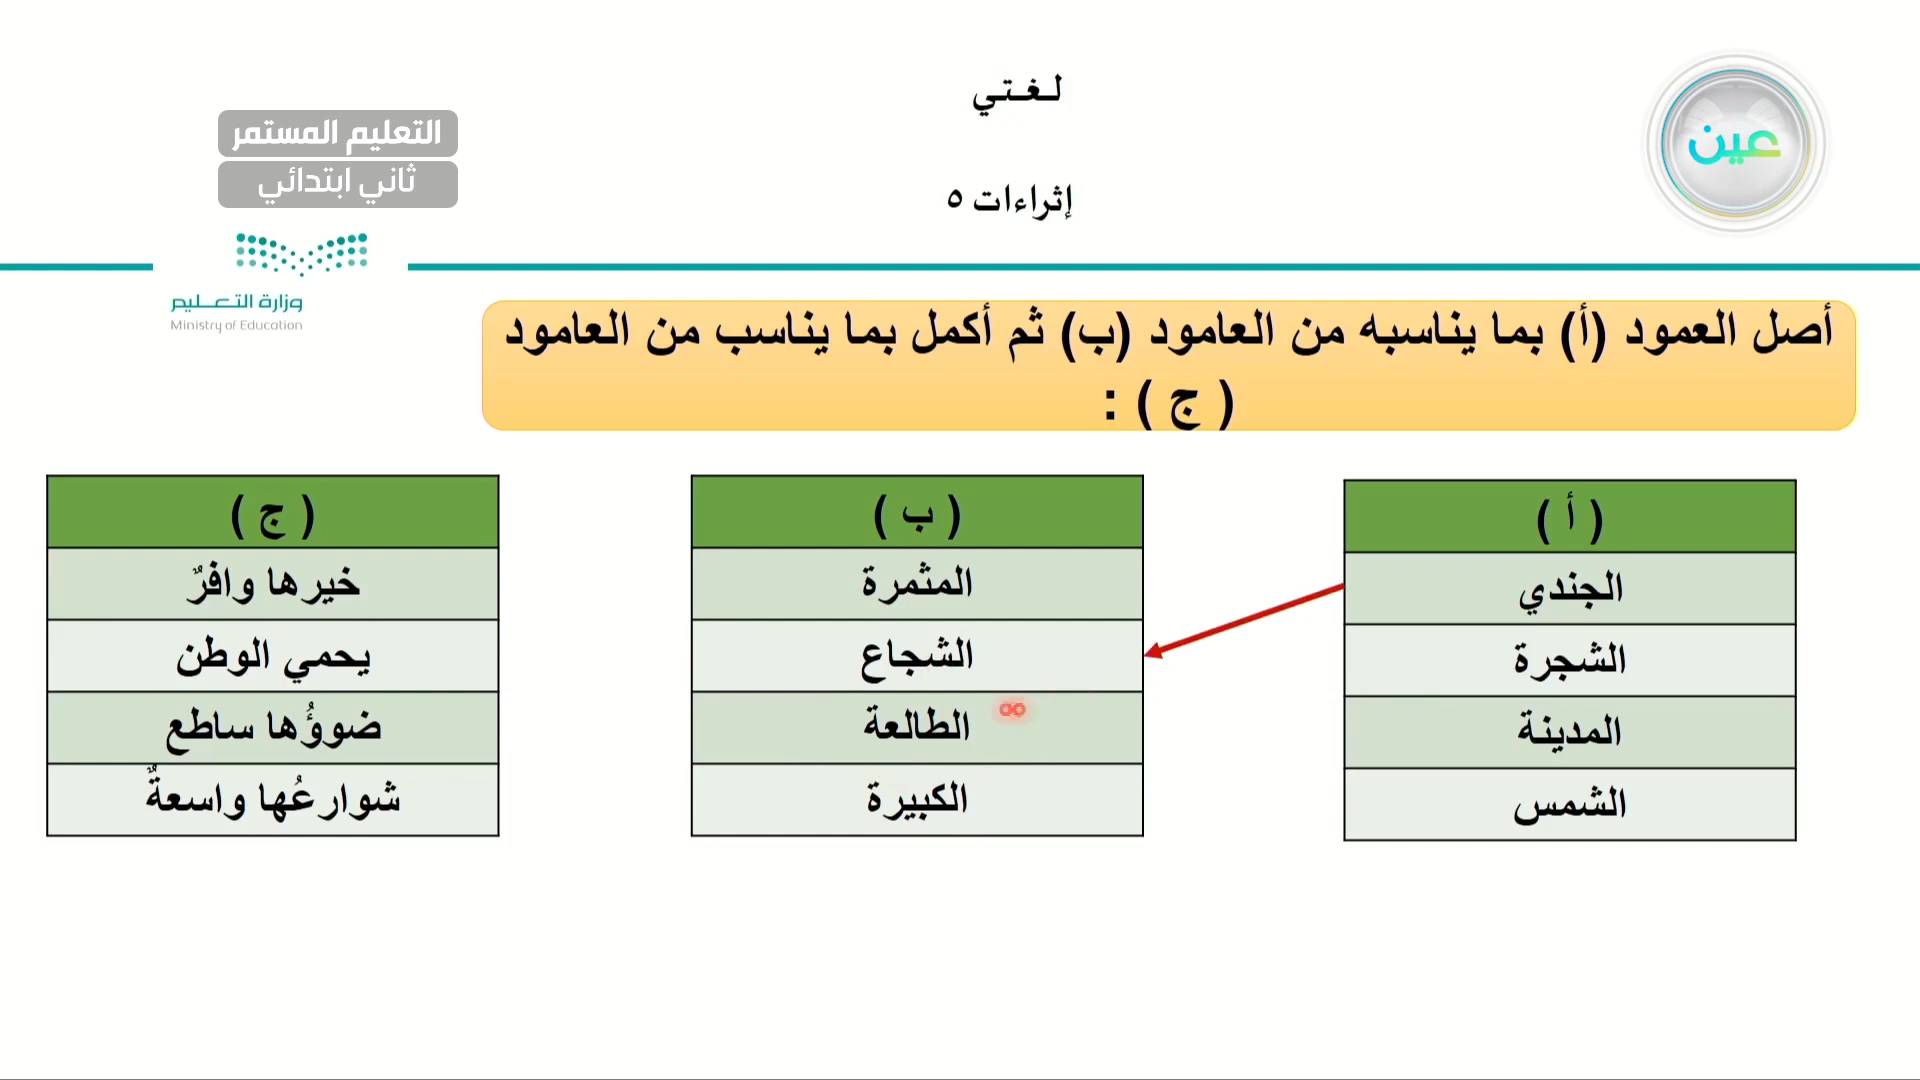 لـغـتـي
إثراءات ٥
عين
التعليم المستمر
ثاني ابتدائي
وزارة التعليم
Ministry of Education
أصل العمود (أ) بما يناسبه من العامود (ب) ثم أكمل بما يناسب من العامود
( ج ) :
( أ )
الجندي
الشجرة
المدينة
الشمس
( ب )
المثمرة
الشجاع
الطالعة
الكبيرة
( ج )
خيرها وافرٌ
يحمي الوطن
ضوؤُها ساطع
شوارعُها واسعةٌ